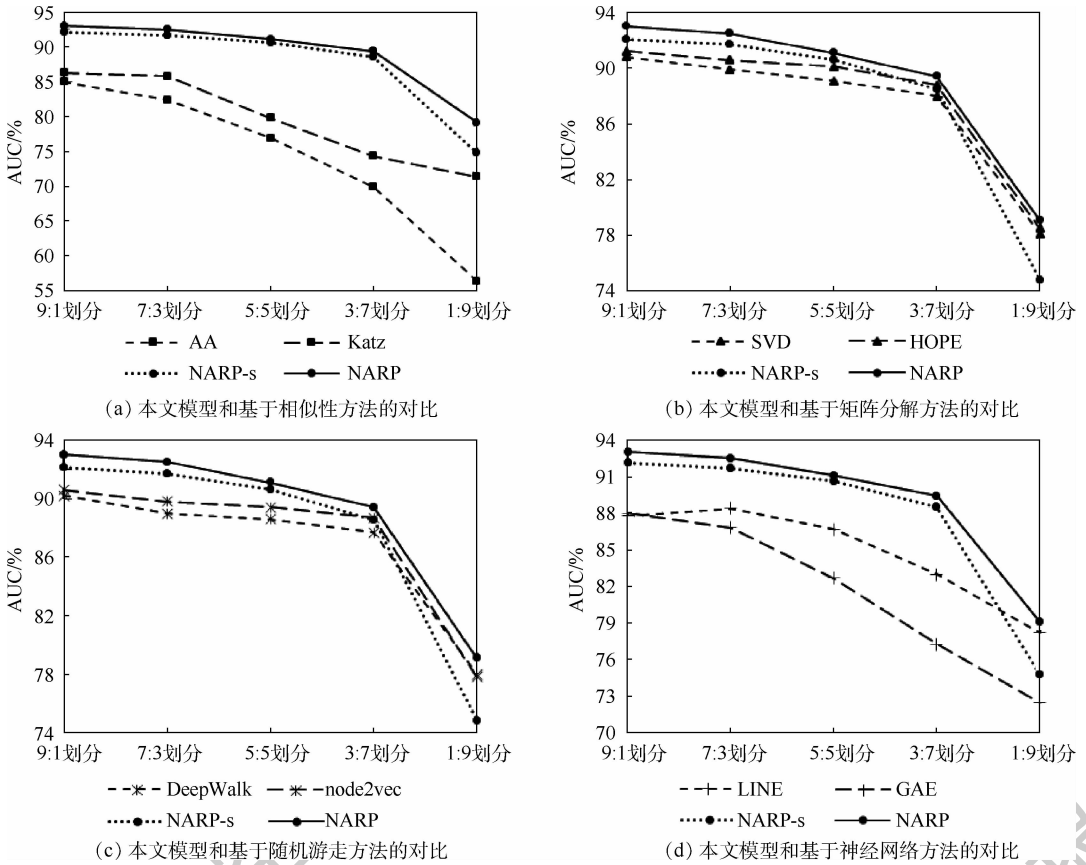 95
90
85
80
75
70
65
60
55
AUC/%
9:1划分 7:3划分 5:5划分 3:7划分 1:9划分
AA Katz
NARP-s NARP
(a) 本文模型和基于相似性方法的对比
94
90
86
82
78
74
AUC/%
9:1划分 7:3划分 5:5划分 3:7划分 1:9划分
SVD HOPE
NARP-s NARP
(b) 本文模型和基于矩阵分解方法的对比
94
90
86
82
78
74
AUC/%
9:1划分 7:3划分 5:5划分 3:7划分 1:9划分
DeepWalk node2vec
NARP-s NARP
(c) 本文模型和基于随机游走方法的对比
94
91
88
85
82
79
76
73
70
AUC/%
9:1划分 7:3划分 5:5划分 3:7划分 1:9划分
LINE GAE
NARP-s NARP
(d) 本文模型和基于神经网络方法的对比